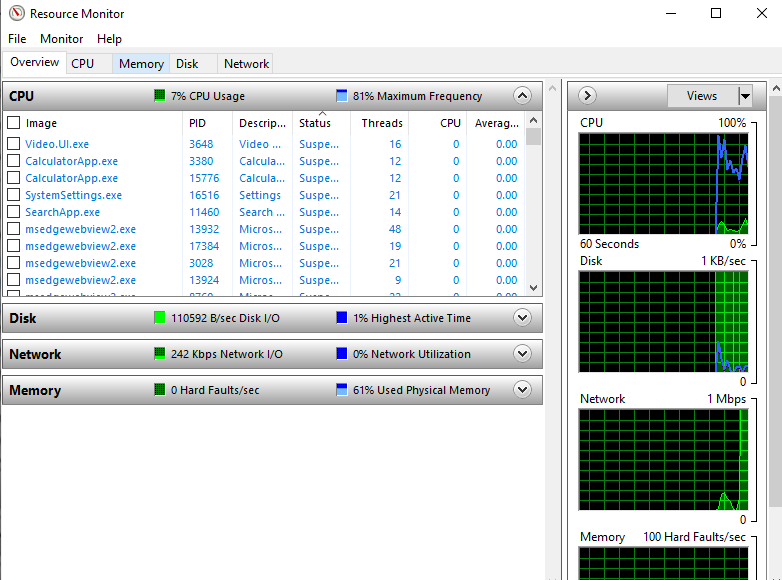 Resource Monitor
File Monitor Help
Overview CPU Memory Disk Network
CPU 7% CPU Usage 81% Maximum Frequency
Image PID Descrip... Status Threads CPU Averag...
Video.UI.exe 3648 Video ... Suspe... 16 0 0.00
CalculatorApp.exe 3380 Calcula... Suspe... 12 0 0.00
CalculatorApp.exe 15776 Calcula... Suspe... 12 0 0.00
SystemSettings.exe 16516 Settings Suspe... 21 0 0.00
SearchApp.exe 11460 Search ... Suspe... 14 0 0.00
msedgewebview2.exe 13932 Micros... Suspe... 48 0 0.00
msedgewebview2.exe 17384 Micros... Suspe... 19 0 0.00
msedgewebview2.exe 3028 Micros... Suspe... 21 0 0.00
msedgewebview2.exe 13924 Micros... Suspe... 9 0 0.00
Disk 110592 B/sec Disk I/O 1% Highest Active Time
Network 242 Kbps Network I/O 0% Network Utilization
Memory 0 Hard Faults/sec 61% Used Physical Memory
Views
CPU 100%
60 Seconds 0%
Disk 1 KB/sec
0
Network 1 Mbps
0
Memory 100 Hard Faults/sec